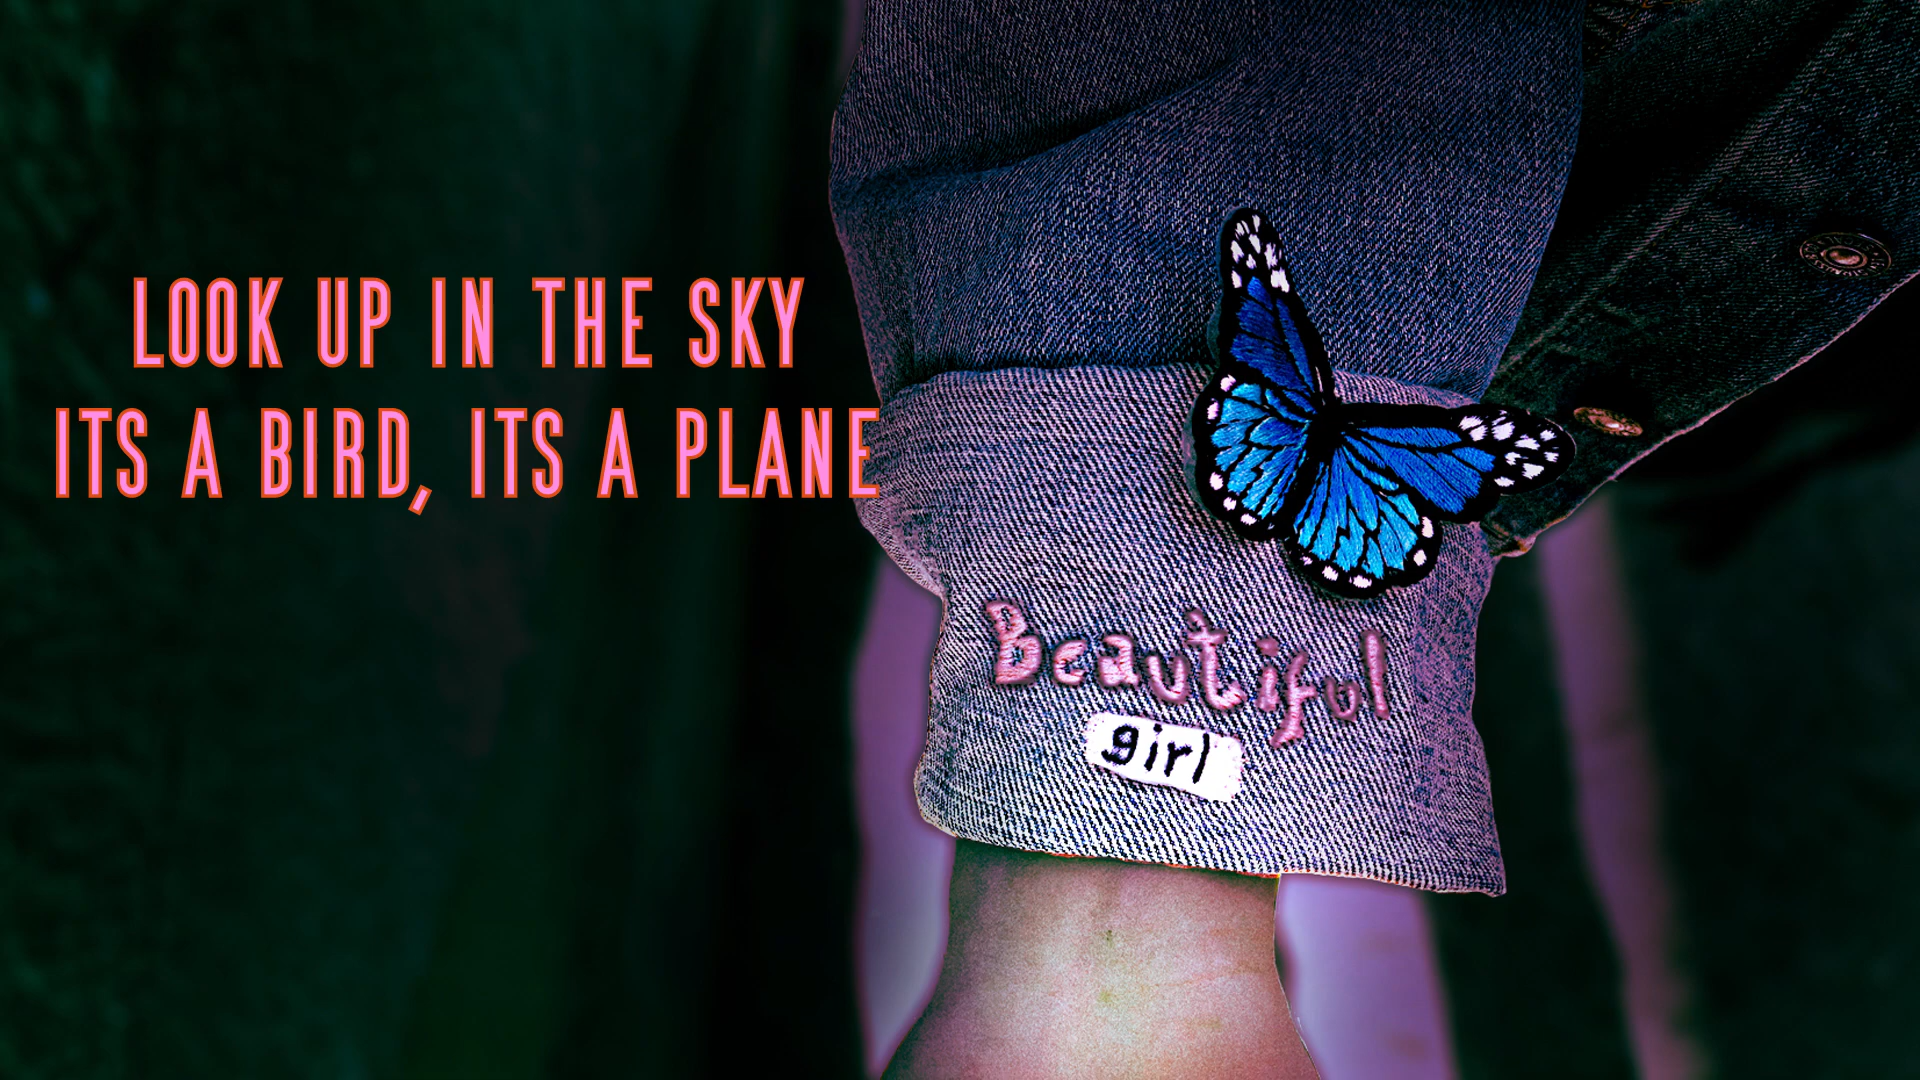 LOOK UP IN THE SKY
ITS A BIRD, ITS A PLANE
Beautiful
girl